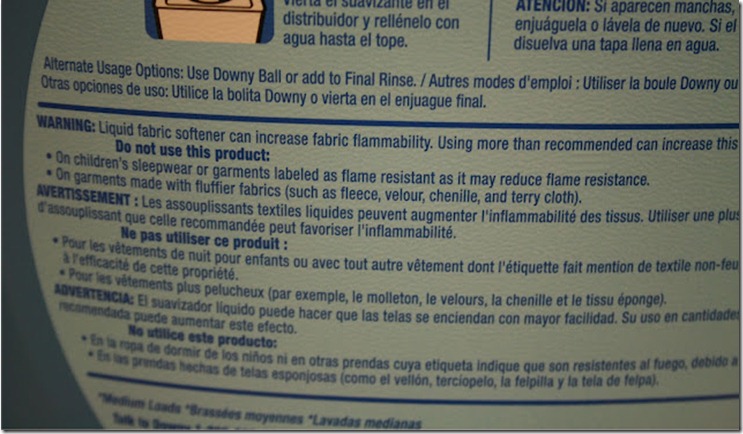 Vierta el suavizante en el
distribuidor y rellénelo con
agua hasta el tope.
ATENCIÓN: Si aparecen manchas,
enjuáguela o lávela de nuevo. Si el
disuelva una tapa llena en agua.
Alternate Usage Options: Use Downy Ball or add to Final Rinse. / Autres modes d'emploi : Utiliser la boule Downy ou
Otras opciones de uso: Utilice la bolita Downy o vierta en el enjuague final.
WARNING: Liquid fabric softener can increase fabric flammability. Using more than recommended can increase this
Do not use this product:
• On children's sleepwear or garments labeled as flame resistant as it may reduce flame resistance.
• On garments made with fluffier fabrics (such as fleece, velour, chenille, and terry cloth).
AVERTISSEMENT : Les assouplissants textiles liquides peuvent augmenter l'inflammabilité des tissus. Utiliser une plus
d'assouplissant que celle recommandée peut favoriser l'inflammabilité.
Ne pas utiliser ce produit :
• Pour les vêtements de nuit pour enfants ou avec tout autre vêtement dont l'étiquette fait mention de textile non-feu
à l'efficacité de cette propriété.
• Pour les vêtements plus pelucheux (par exemple, le molleton, le velours, la chenille et le tissu éponge).
ADVERTENCIA: El suavizador líquido puede hacer que las telas se enciendan con mayor facilidad. Su uso en cantidades
recomendada puede aumentar este efecto.
No utilice este producto:
• En la ropa de dormir de los niños ni en otras prendas cuya etiqueta indique que son resistentes al fuego, debido a
• En las prendas hechas de telas esponjosas (como el vellón, terciopelo, la felpilla y la tela de felpa).
*Medium Loads *Brassées moyennes *Lavadas medianas
Talk to Downy